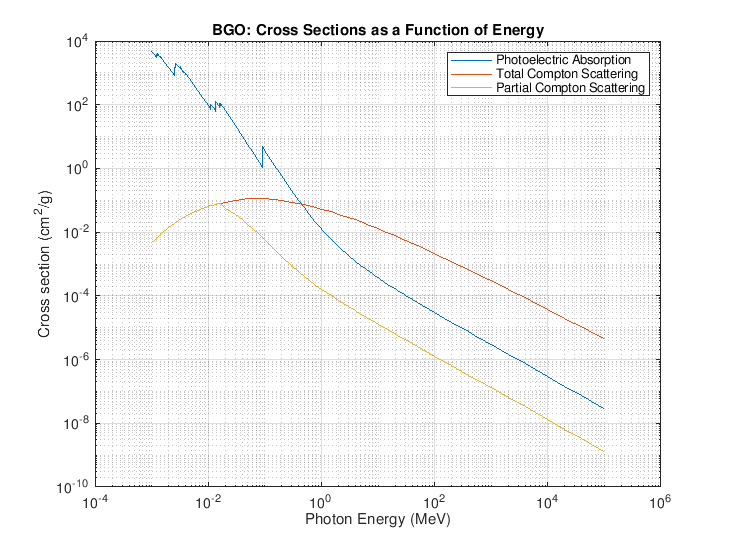 BGO: Cross Sections as a Function of Energy
Photoelectric Absorption
Total Compton Scattering
Partial Compton Scattering
Cross section (cm^2/g)
10^4
10^2
10^0
10^-2
10^-4
10^-6
10^-8
10^-10
10^-4 10^-2 10^0 10^2 10^4 10^6
Photon Energy (MeV)